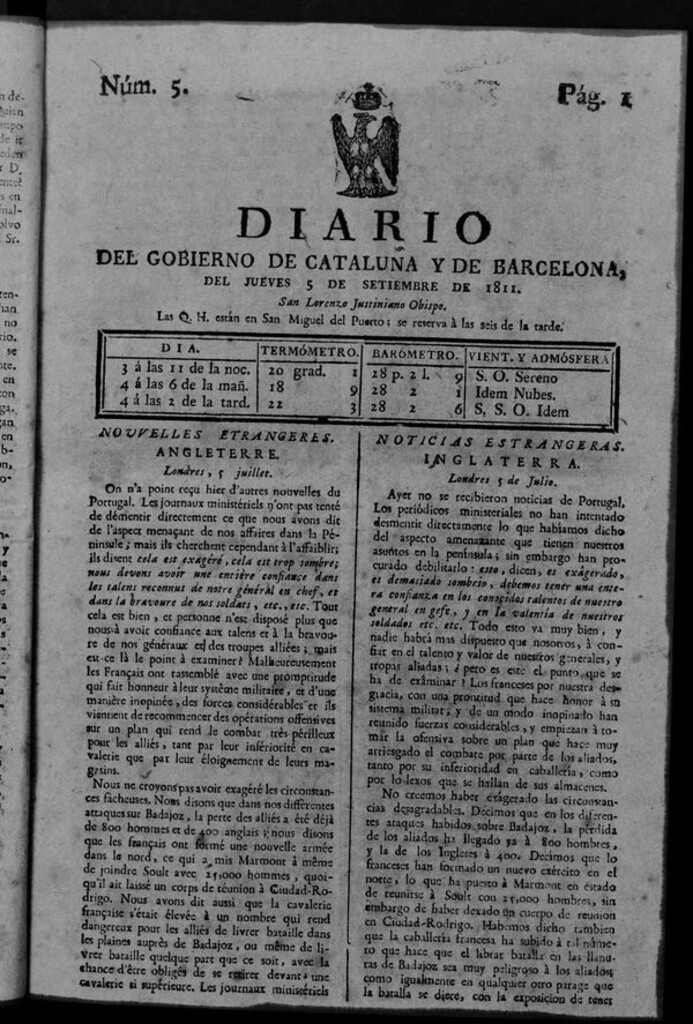 Núm. 5.
Pág. 1
DIARIO
DEL GOBIERNO DE CATALUÑA Y DE BARCELONA,
DEL JUEVES 5 DE SETIEMBRE DE 1811.
San Lorenzo Justiniano Obispo.
Las Q. H. están en San Miguel del Puerto; se reserva á las seis de la tarde.
DIA. TERMÓMETRO. BARÓMETRO. VIENT. Y ADMÓSFERA
3 á las 11 de la noc. 20 grad. 1 28 p. 2 l. 9 S. O. Sereno
4 á las 6 de la mañ. 18 9 28 2 1 Idem Nubes.
4 á las 2 de la tard. 22 3 28 2 6 S, S. O. Idem
NOUVELLES ETRANGERES.
ANGLETERRE.
Londres, 5 juillet.
On n'a point reçu hier d'autres nouvelles du
Portugal. Les journaux ministériels n'ont pas tenté
de démentir directement ce que nous avons dit
de l'aspect menaçant de nos affaires dans la Pé-
ninsule; mais ils cherchent cependant à l'affaiblir;
ils disent cela est exagéré, cela est trop sombre;
nous devons avoir une entière confiance dans
les talens reconnus de notre général en chef, et
dans la bravoure de nos soldats, etc., etc. Tout
cela est bien, et personne n'est disposé plus que
nous à avoir confiance aux talens et à la bravou-
re de nos généraux et des troupes alliées; mais
est-ce là le point à examiner? Malheureusement
les Français ont rassemblé avec une promptitude
qui fait honneur à leur système militaire, et d'une
manière inopinée, des forces considérables et ils
viennent de recommencer des opérations offensives
sur un plan qui rend le combat très-périlleux
pour les alliés, tant par leur infériorité en ca-
valerie que par leur éloignement de leurs ma-
gasins.
Nous ne croyons pas avoir exagéré les circonstan-
ces fâcheuses. Nous disons que dans nos différentes
attaques sur Badajoz, la perte des alliés a été déjà
de 800 hommes et de 400 anglais; nous disons
que les français ont formé une nouvelle armée
dans le nord, ce qui a mis Marmont à même
de joindre Soult avec 25,000 hommes, quoi-
qu'il ait laissé un corps de réunion à Ciudad-Ro-
drigo. Nous avons dit aussi que la cavalerie
française s'était élevée à un nombre qui rend
dangereux pour les alliés de livrer bataille dans
les plaines auprès de Badajoz, ou même de li-
vrer bataille quelque part que ce soit, avec la
chance d'être obligés de se retirer devant une
cavalerie si supérieure. Les journaux ministériels
NOTICIAS ESTRANGERAS.
INGLATERRA.
Londres 5 de Julio.
Ayer no se recibieron noticias de Portugal.
Los periódicos ministeriales no han intentado
desmentir directamente lo que habíamos dicho
del aspecto amenazante que tienen nuestros
asuntos en la península; sin embargo han pro-
curado debilitarlo: esto, dicen, es exágerado,
es demasiado sombrío, debemos tener una ente-
ra confianza en los conocidos talentos de nuestro
general en gefe, y en la valentía de nuestros
soldados etc. etc. Todo esto va muy bien, y
nadie habrá mas dispuesto que nosotros, á con-
fiar en el talento y valor de nuestros generales, y
tropas aliadas; ¿pero es este el punto que se
ha de exáminar? Los franceses por nuestra des-
gracia, con una prontitud que hace honor á su
sistema militar, y de un modo inopinado han
reunido fuerzas considerables, y empiezan á to-
mar la ofensiva sobre un plan que hace muy
arriesgado el combate por parte de los aliados,
tanto por su inferioridad en caballería, como
por lo lexos que se hallan de sus almacenes.
No creemos haber exágerado las circunstan-
cias desagradables. Decimos que en los diferen-
tes ataques habidos sobre Badajoz, la pérdida
de los aliados ha llegado ya á 800 hombres,
y la de los Ingleses á 400. Decimos que lo
franceses han formado un nuevo exército en el
norte, lo que ha puesto á Marmont en estado
de reunirse á Soult con 25,000 hombres, sin
embargo de haber dexado un cuerpo de reunion
en Ciudad-Rodrigo. Habemos dicho tambien
que la caballería francesa ha subido á tal núme-
ro que hace que el librar batalla en las llanu-
ras de Badajoz sea muy peligroso á los aliados,
como igualmente en qualquier otro parage que
la batalla se diere, con la exposicion de tener